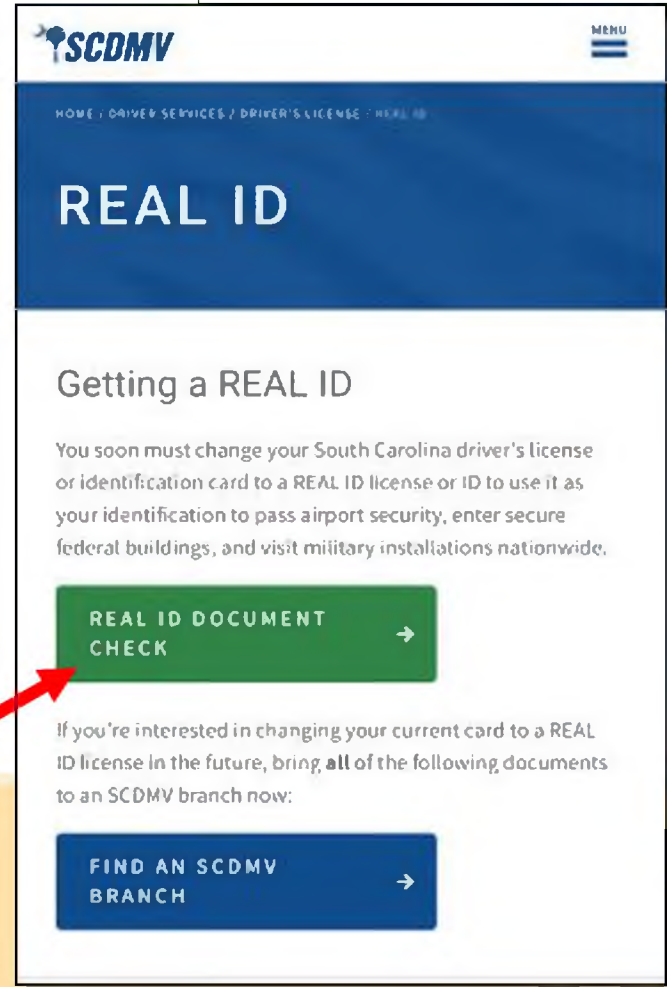 SCDMV
MENU
HOME / DRIVER SERVICES / DRIVER'S LICENSE / REAL ID
REAL ID
Getting a REAL ID
You soon must change your South Carolina driver's license
or identification card to a REAL ID license or ID to use it as
your identification to pass airport security, enter secure
federal buildings, and visit military installations nationwide.
REAL ID DOCUMENT
CHECK
If you're interested in changing your current card to a REAL
ID license in the future, bring all of the following documents
to an SCDMV branch now:
FIND AN SCDMV
BRANCH